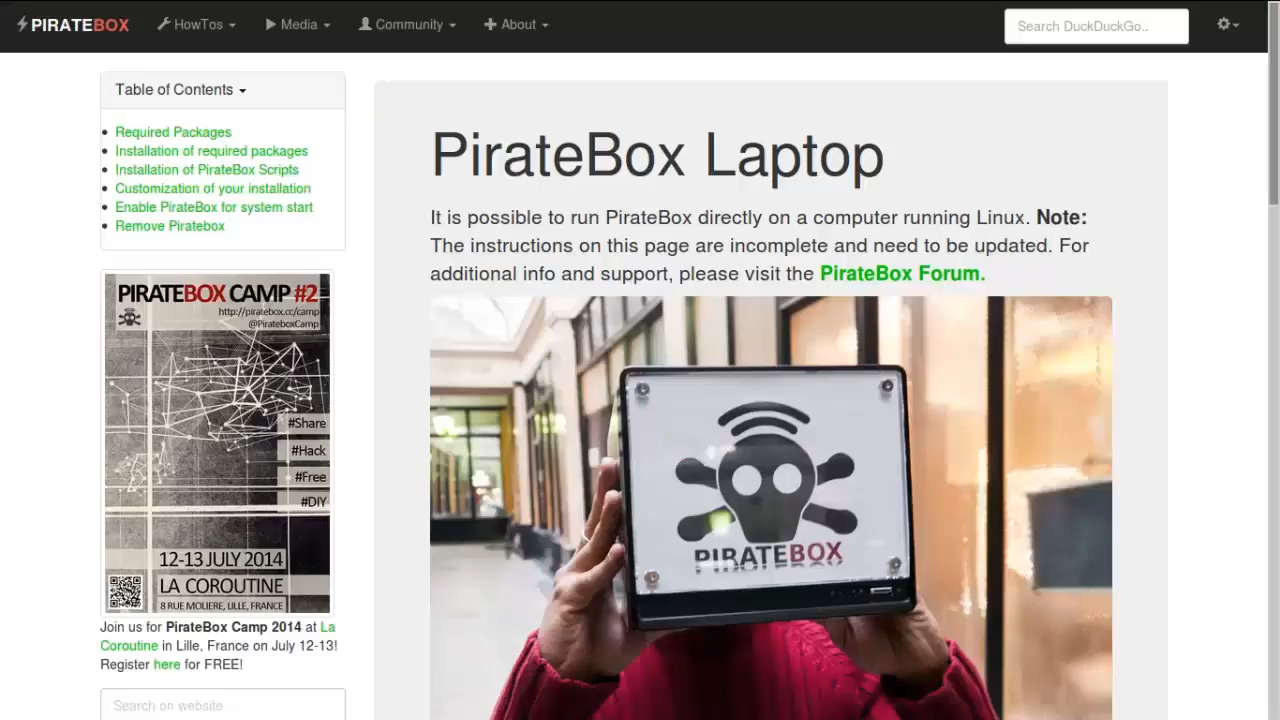 PIRATEBOX HowTos Media Community About Search DuckDuckGo..
Table of Contents
Required Packages
Installation of required packages
Installation of PirateBox Scripts
Customization of your installation
Enable PirateBox for system start
Remove Piratebox
PIRATEBOX CAMP #2
http://piratebox.cc/camp
@PirateboxCamp
#Share
#Hack
#Free
#DIY
12-13 JULY 2014
LA COROUTINE
8 RUE MOLIERE, LILLE, FRANCE
Join us for PirateBox Camp 2014 at La
Coroutine in Lille, France on July 12-13!
Register here for FREE!
Search on website
PirateBox Laptop
It is possible to run PirateBox directly on a computer running Linux. Note:
The instructions on this page are incomplete and need to be updated. For
additional info and support, please visit the PirateBox Forum.
PIRATEBOX